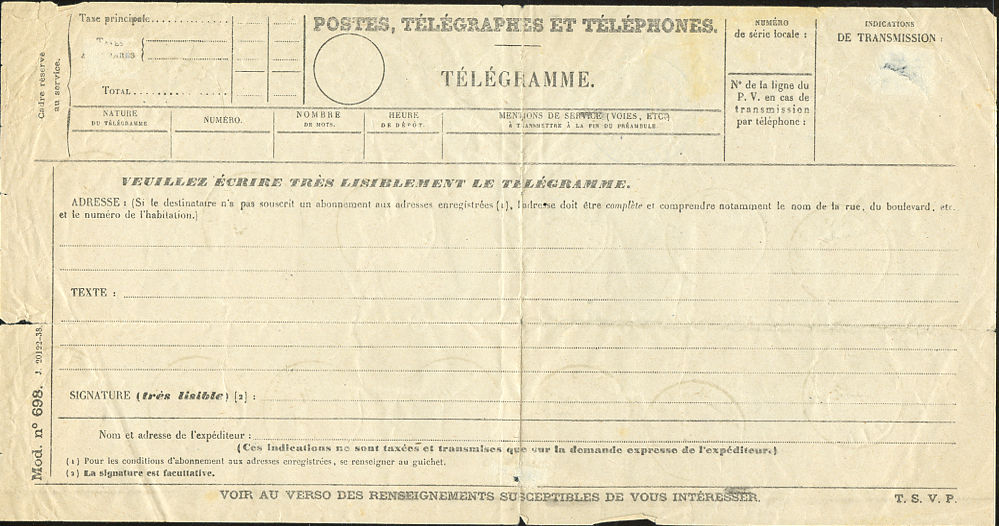 Taxe principale
TOTAL
Cadre réservé
au service.
POSTES, TÉLÉGRAPHES ET TÉLÉPHONES.
TÉLÉGRAMME.
NUMÉRO
de série locale :
N° de la ligne du
P. V. en cas de
transmission
par téléphone :
INDICATIONS
DE TRANSMISSION :
NATURE
DU TÉLÉGRAMME
NUMÉRO.
NOMBRE
DE MOTS.
HEURE
DE DÉPÔT.
MENTIONS DE SERVICE (VOIES, ETC.)
À TRANSMETTRE À LA FIN DU PRÉAMBULE
VEUILLEZ ÉCRIRE TRÈS LISIBLEMENT LE TÉLÉGRAMME.
ADRESSE : (Si le destinataire n'a pas souscrit un abonnement aux adresses enregistrées (1), l'adresse doit être complète et comprendre notamment le nom de la rue, du boulevard, etc.
et le numéro de l'habitation.)
TEXTE :
SIGNATURE (très lisible) [2] :
Nom et adresse de l'expéditeur :
(Ces indications ne sont taxées et transmises que sur la demande expresse de l'expéditeur.)
(1) Pour les conditions d'abonnement aux adresses enregistrées, se renseigner au guichet.
(2) La signature est facultative.
Mod. n° 698. J. 20122-38.
VOIR AU VERSO DES RENSEIGNEMENTS SUSCEPTIBLES DE VOUS INTÉRESSER.
T. S. V. P.